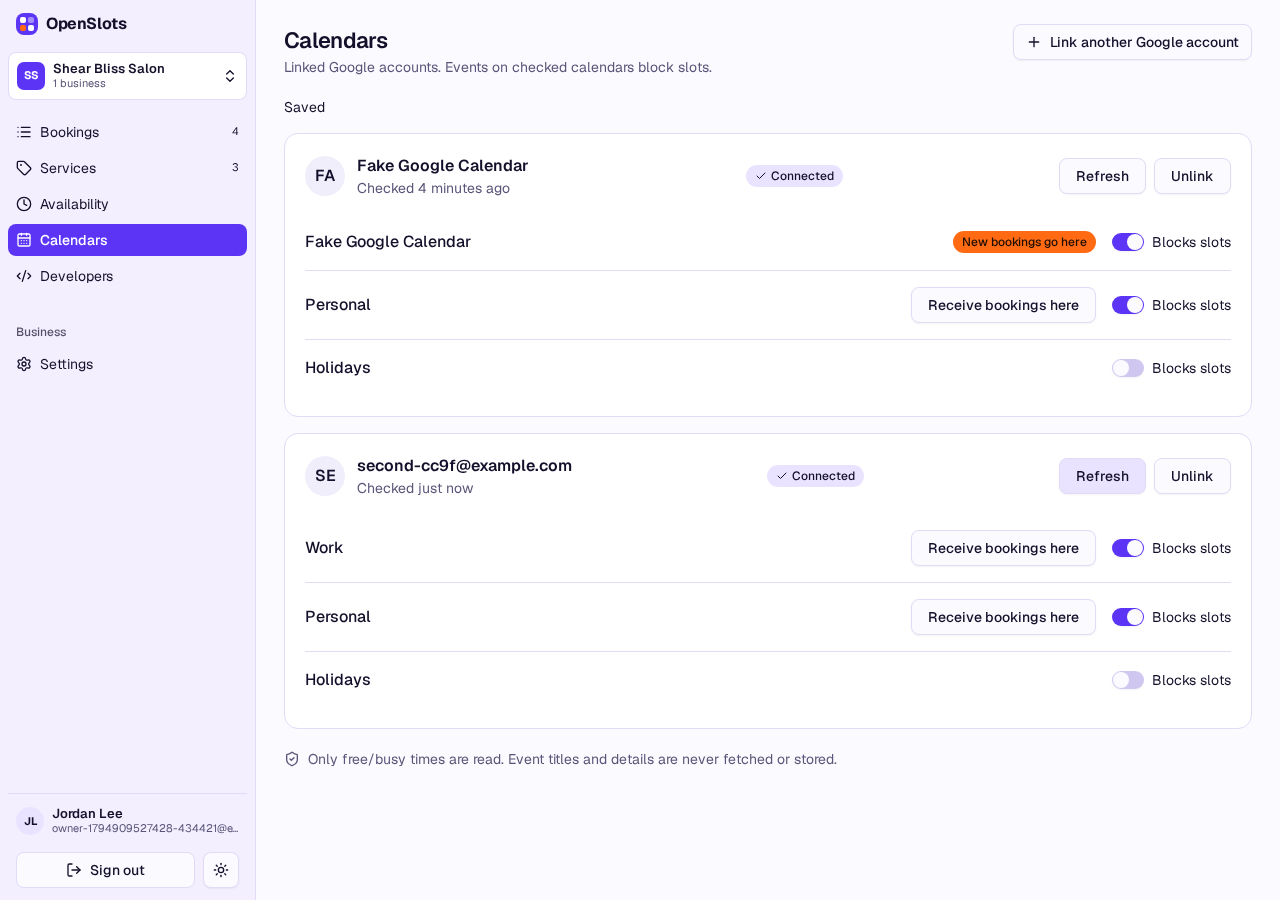 OpenSlots
SS
Shear Bliss Salon
1 business
Bookings 4
Services 3
Availability
Calendars
Developers
Business
Settings
JL
Jordan Lee
owner-1794909527428-434421@e…
Sign out
Calendars
Linked Google accounts. Events on checked calendars block slots.
Link another Google account
Saved
FA
Fake Google Calendar
Checked 4 minutes ago
Connected
Refresh
Unlink
Fake Google Calendar
New bookings go here
Blocks slots
Personal
Receive bookings here
Blocks slots
Holidays
Blocks slots
SE
second-cc9f@example.com
Checked just now
Connected
Refresh
Unlink
Work
Receive bookings here
Blocks slots
Personal
Receive bookings here
Blocks slots
Holidays
Blocks slots
Only free/busy times are read. Event titles and details are never fetched or stored.